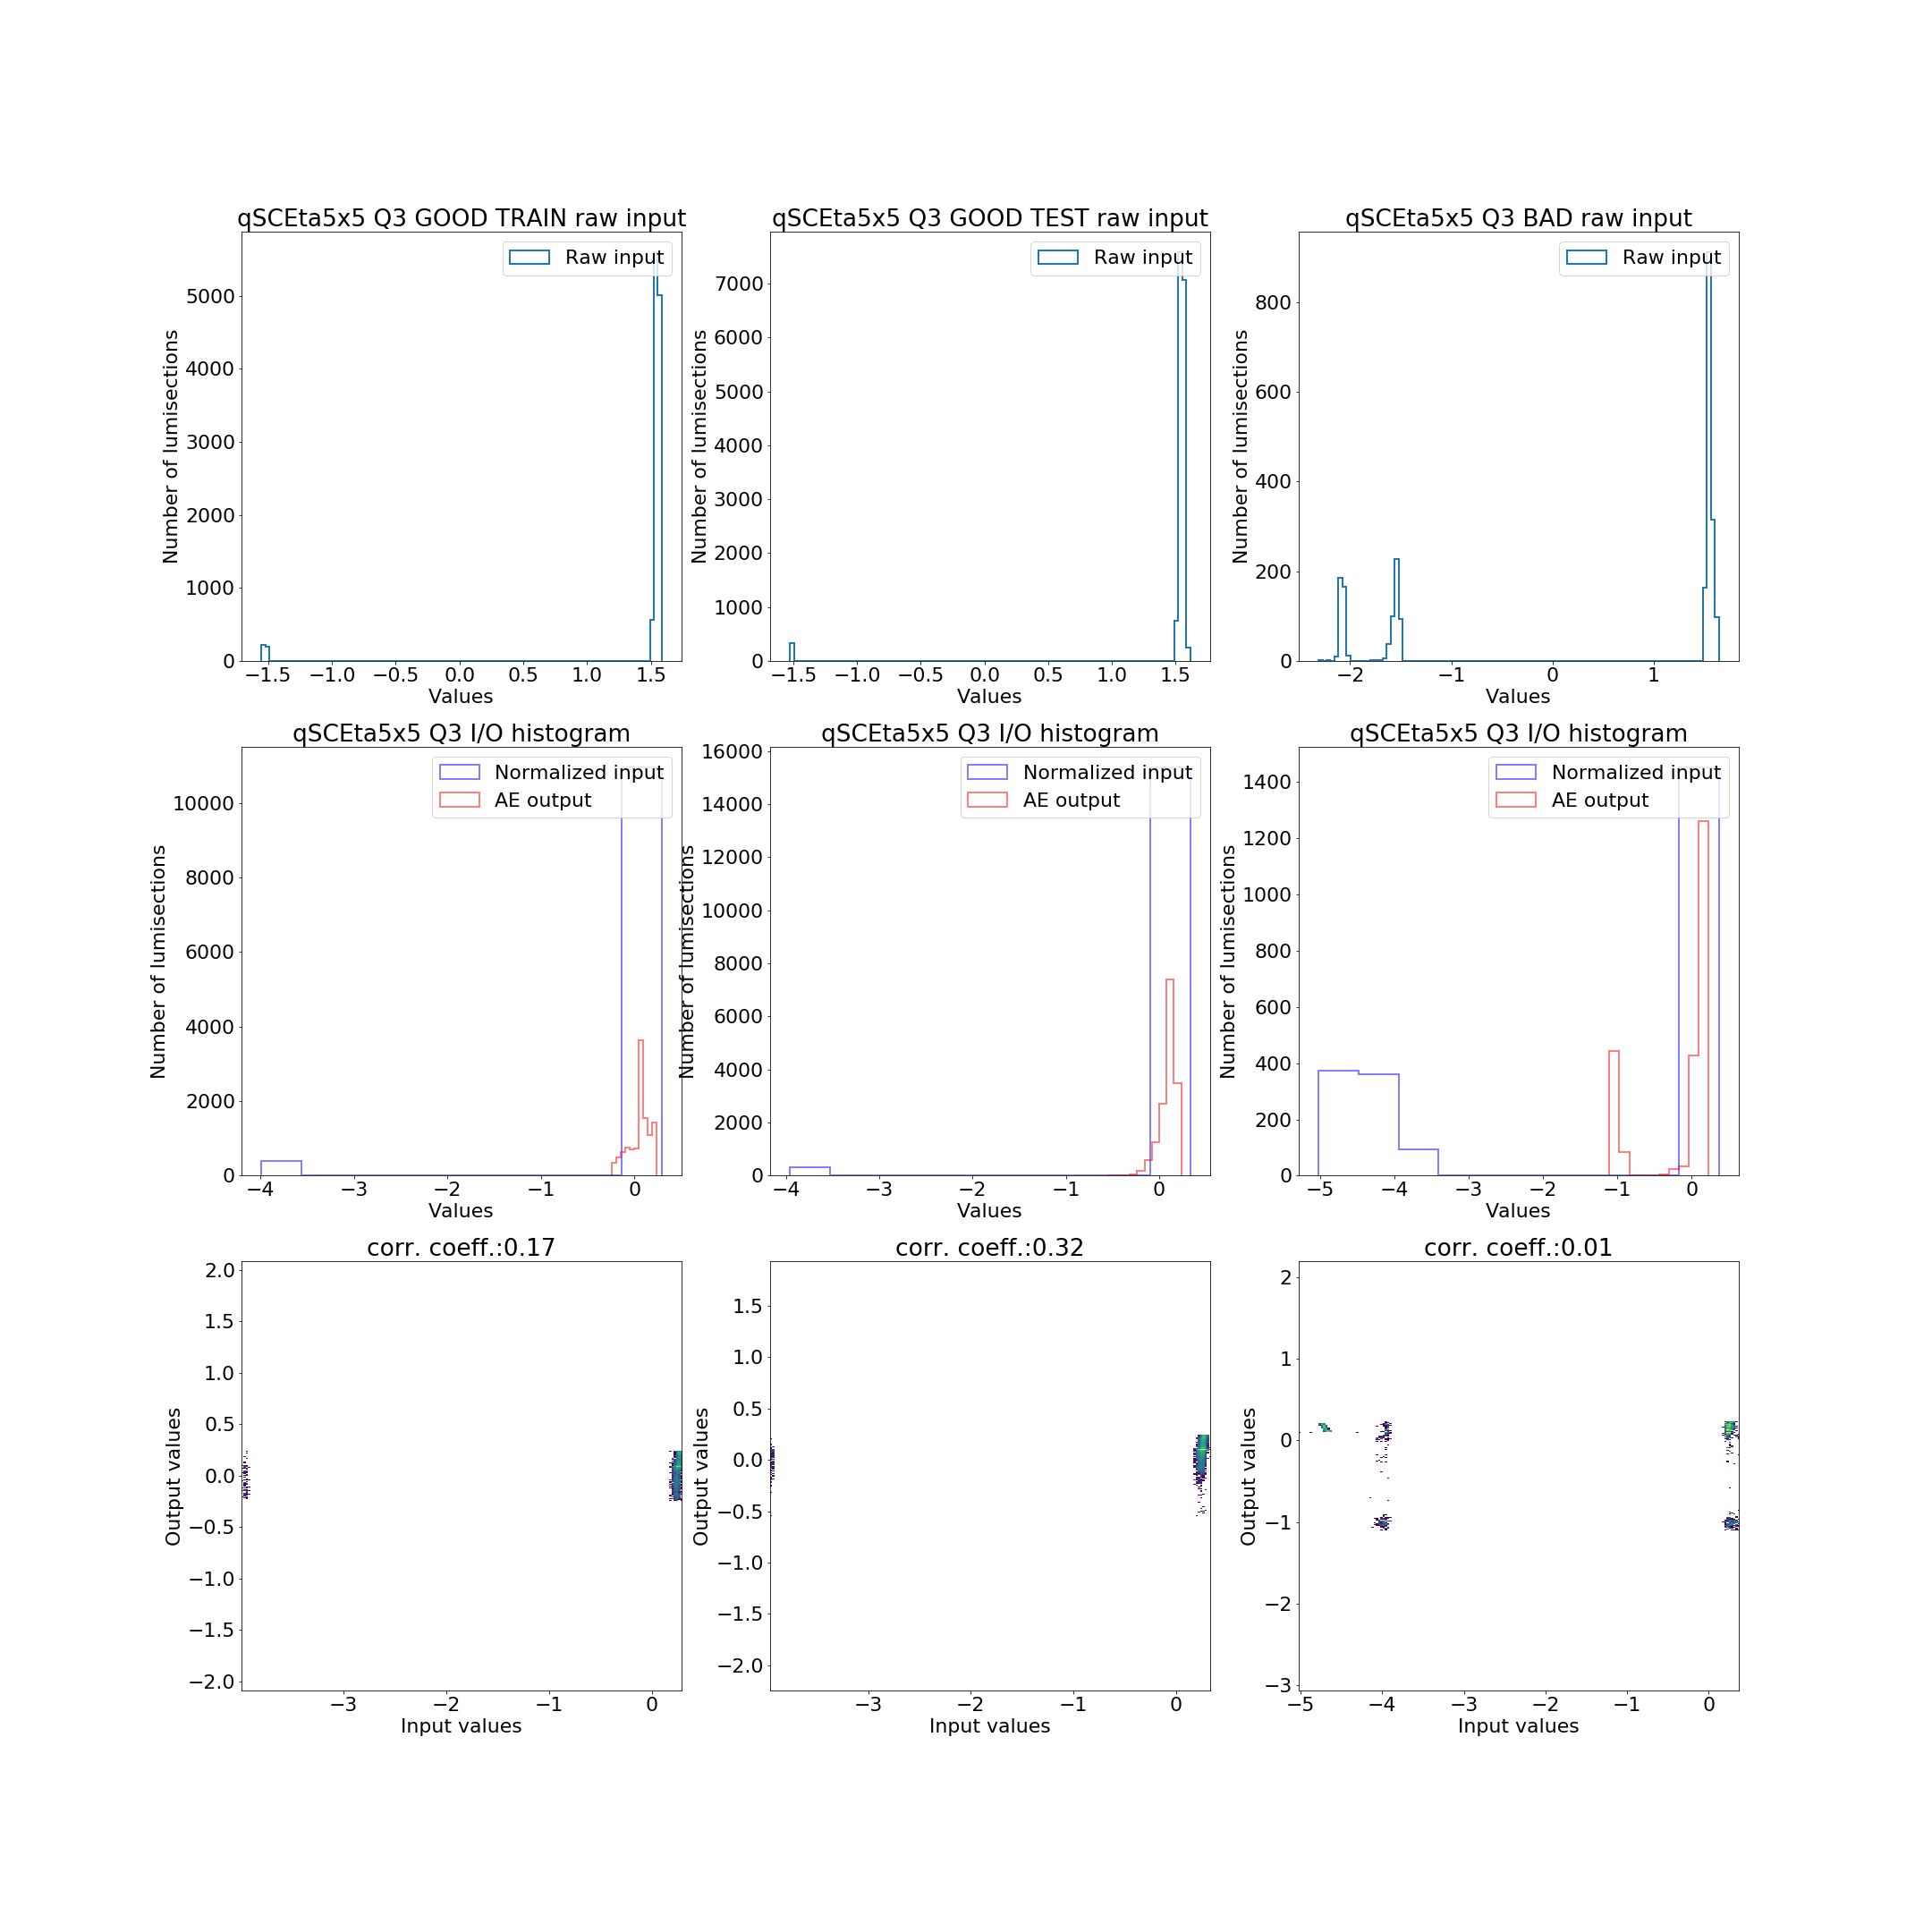 qSCEta5x5 Q3 GOOD TRAIN raw input
Raw input
5000
4000
3000
2000
1000
0
−1.5 −1.0 −0.5 0.0 0.5 1.0 1.5
Values
Number of lumisections
qSCEta5x5 Q3 GOOD TEST raw input
Raw input
7000
6000
5000
4000
3000
2000
1000
0
−1.5 −1.0 −0.5 0.0 0.5 1.0 1.5
Values
Number of lumisections
qSCEta5x5 Q3 BAD raw input
Raw input
800
600
400
200
0
−2 −1 0 1
Values
Number of lumisections
qSCEta5x5 Q3 I/O histogram
Normalized input
AE output
10000
8000
6000
4000
2000
0
−4 −3 −2 −1 0
Values
Number of lumisections
qSCEta5x5 Q3 I/O histogram
Normalized input
AE output
16000
14000
12000
10000
8000
6000
4000
2000
0
−4 −3 −2 −1 0
Values
Number of lumisections
qSCEta5x5 Q3 I/O histogram
Normalized input
AE output
1400
1200
1000
800
600
400
200
0
−5 −4 −3 −2 −1 0
Values
Number of lumisections
corr. coeff.:0.17
2.0
1.5
1.0
0.5
0.0
−0.5
−1.0
−1.5
−2.0
−3 −2 −1 0
Input values
Output values
corr. coeff.:0.32
1.5
1.0
0.5
0.0
−0.5
−1.0
−1.5
−2.0
−3 −2 −1 0
Input values
Output values
corr. coeff.:0.01
2
1
0
−1
−2
−3
−5 −4 −3 −2 −1 0
Input values
Output values